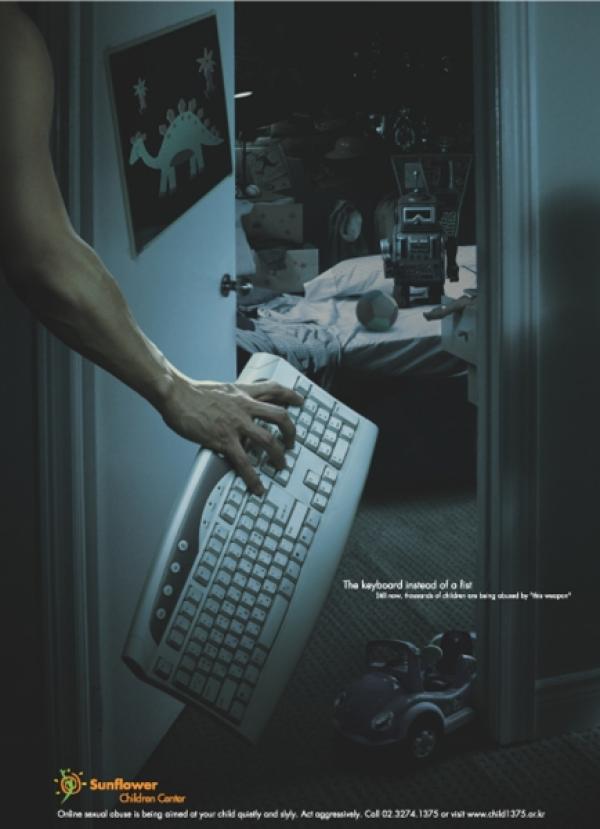 The keyboard instead of a fist
Still now, thousands of children are being abused by "this weapon"
Sunflower
Children Center
Online sexual abuse is being aimed at your child quietly and slyly. Act aggressively. Call 02.3274.1375 or visit www.child1375.or.kr